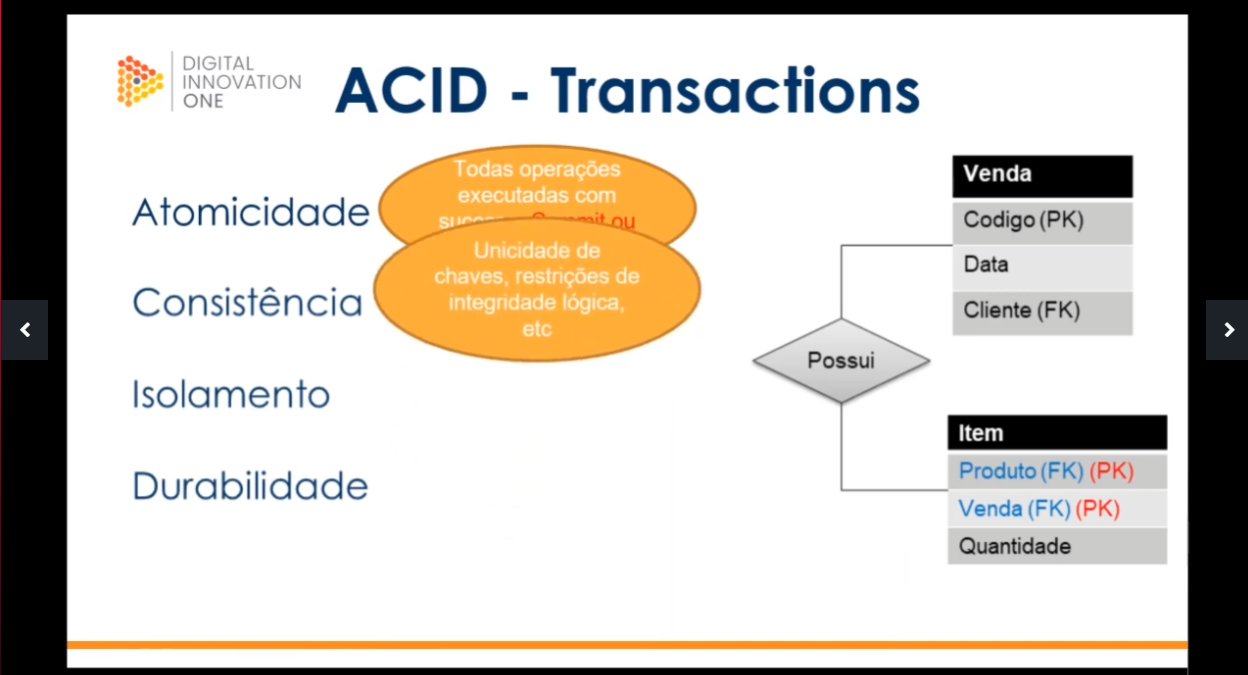 DIGITAL
INNOVATION
ONE
ACID - Transactions
Atomicidade
Todas operações
executadas com
ou
Consistência
Unicidade de
chaves, restrições de
integridade lógica,
etc
Isolamento
Durabilidade
Venda
Codigo (PK)
Data
Cliente (FK)
Possui
Item
Produto (FK) (PK)
Venda (FK) (PK)
Quantidade